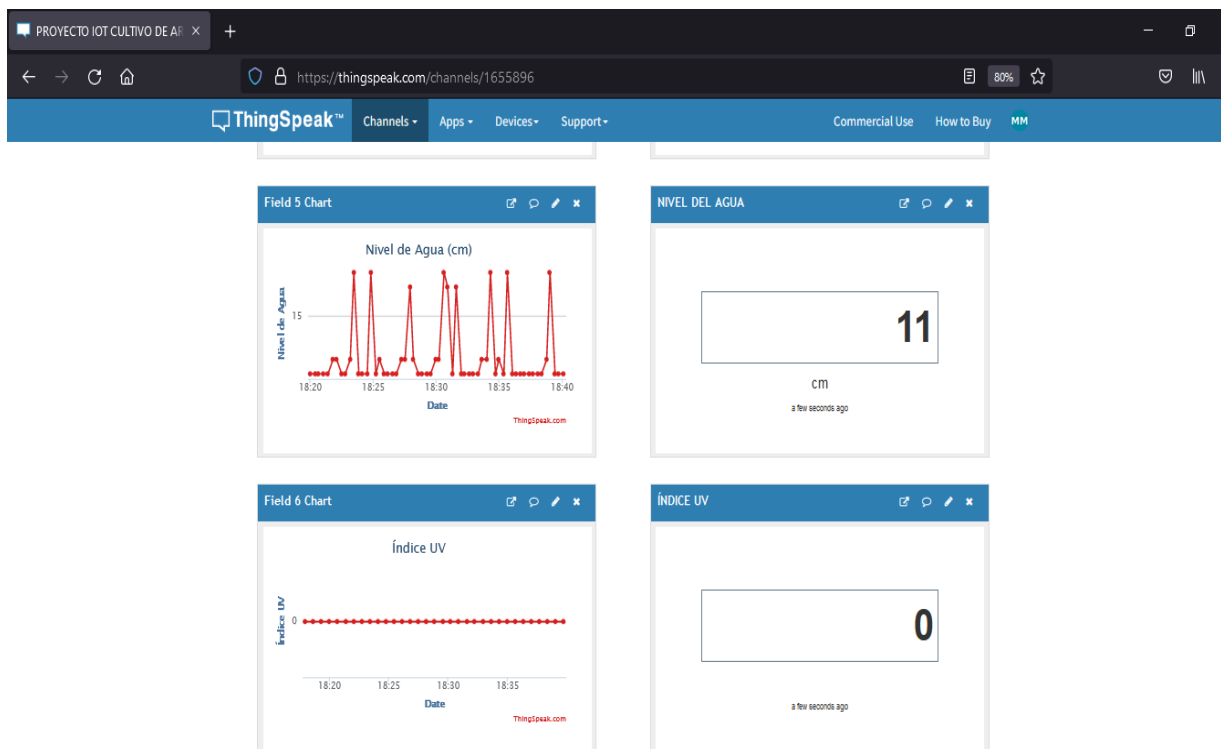 PROYECTO IOT CULTIVO DE AR
https://thingspeak.com/channels/1655896
80%
ThingSpeak™ Channels Apps Devices Support Commercial Use How to Buy MM
Field 5 Chart
Nivel de Agua (cm)
Nivel de Agua
15
18:20 18:25 18:30 18:35 18:40
Date
ThingSpeak.com
NIVEL DEL AGUA
11
cm
a few seconds ago
Field 6 Chart
Índice UV
Índice UV
0
18:20 18:25 18:30 18:35
Date
ThingSpeak.com
ÍNDICE UV
0
a few seconds ago